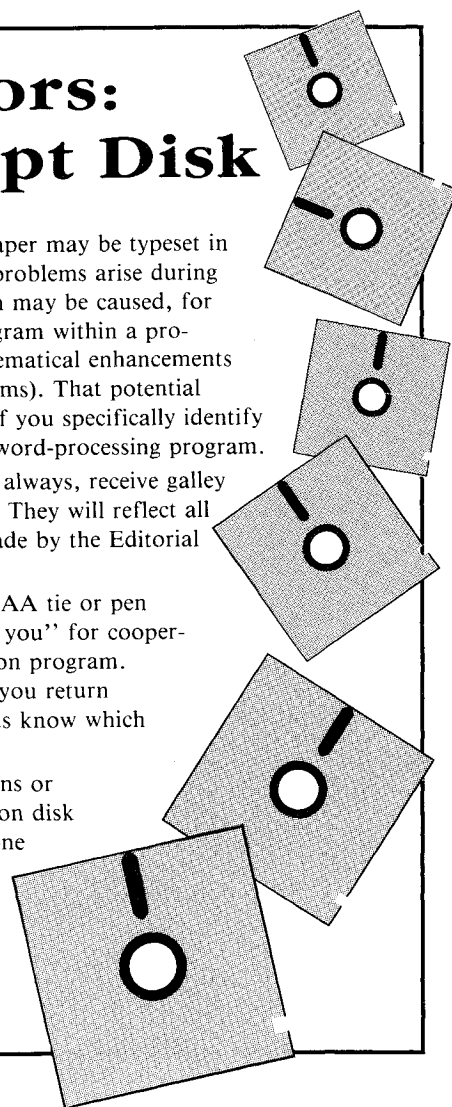 ors:
pt Disk
aper may be typeset in
problems arise during
n may be caused, for
gram within a pro-
ematical enhancements
ms). That potential
f you specifically identify
word-processing program.
always, receive galley
They will reflect all
ade by the Editorial
AA tie or pen
you’’ for cooper-
on program.
you return
s know which
ns or
on disk
one